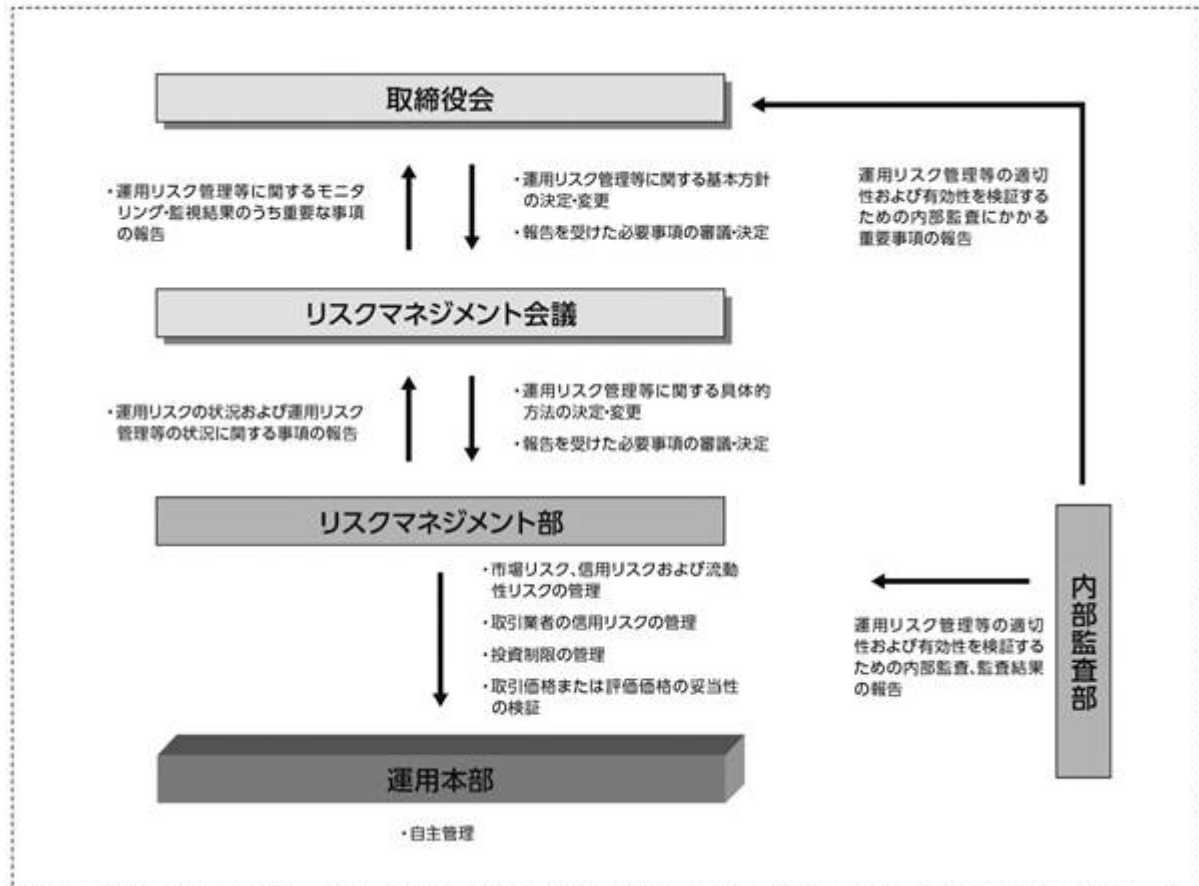 取締役会
・運用リスク管理等に関するモニタ
リング・監視結果のうち重要な事項
の報告
・運用リスク管理等に関する基本方針
の決定・変更
・報告を受けた必要事項の審議・決定
運用リスク管理等の適切
性および有効性を検証する
ための内部監査にかかる
重要事項の報告
リスクマネジメント会議
・運用リスクの状況および運用リスク
管理等の状況に関する事項の報告
・運用リスク管理等に関する具体的
方法の決定・変更
・報告を受けた必要事項の審議・決定
リスクマネジメント部
・市場リスク、信用リスクおよび流動
性リスクの管理
・取引業者の信用リスクの管理
・投資制限の管理
・取引価格または評価価格の妥当性
の検証
運用リスク管理等の適切
性および有効性を検証する
ための内部監査、監査結果
の報告
内部監査部
運用本部
・自主管理